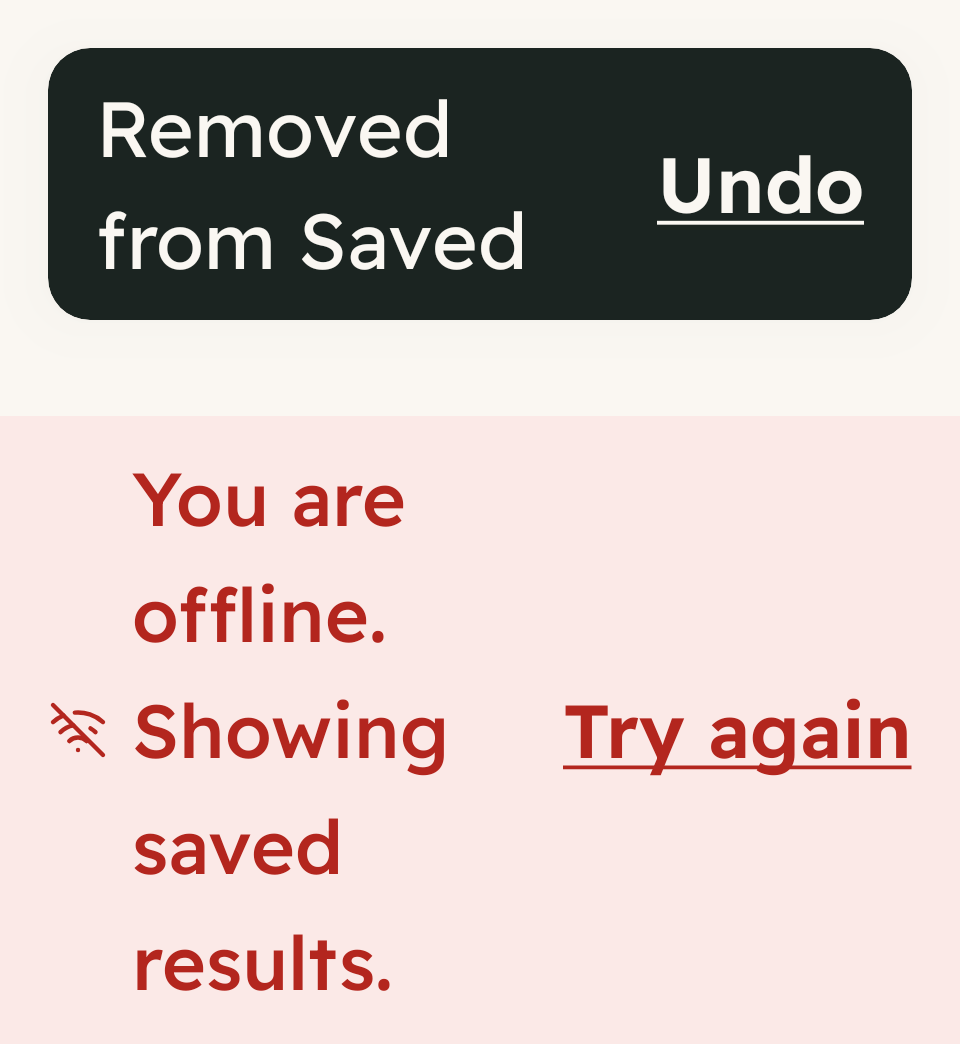 Removed
from Saved
Undo
You are
offline.
Showing
saved
results.
Try again